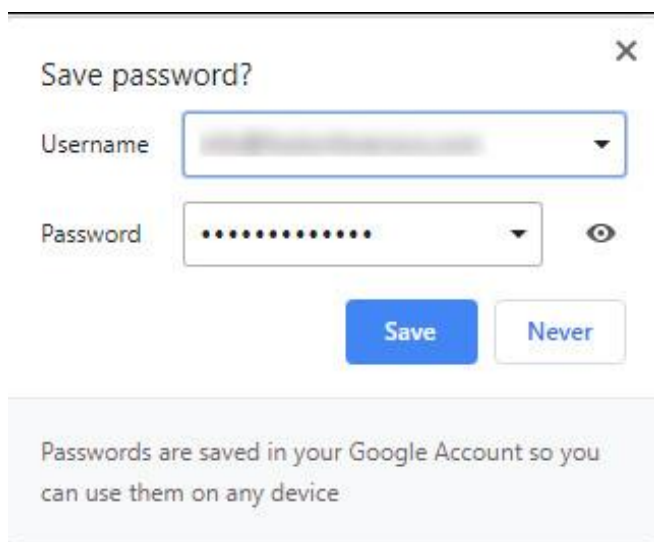 Save password?
Username
Password •••••••••••••
Save Never
Passwords are saved in your Google Account so you
can use them on any device